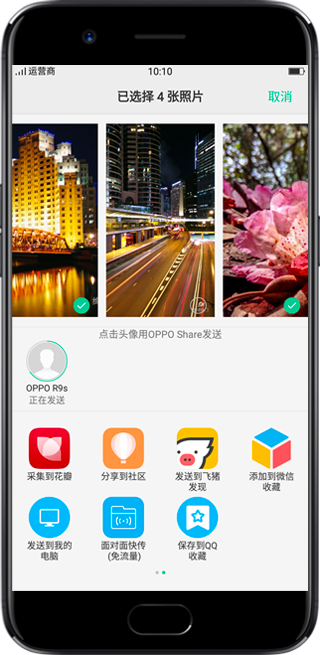 运营商
10:10
已选择 4 张照片
取消
点击头像用OPPO Share发送
OPPO R9s
正在发送
采集到花瓣
分享到社区
发送到飞猪
发现
添加到微信
收藏
发送到我的
电脑
面对面快传
(免流量)
保存到QQ
收藏